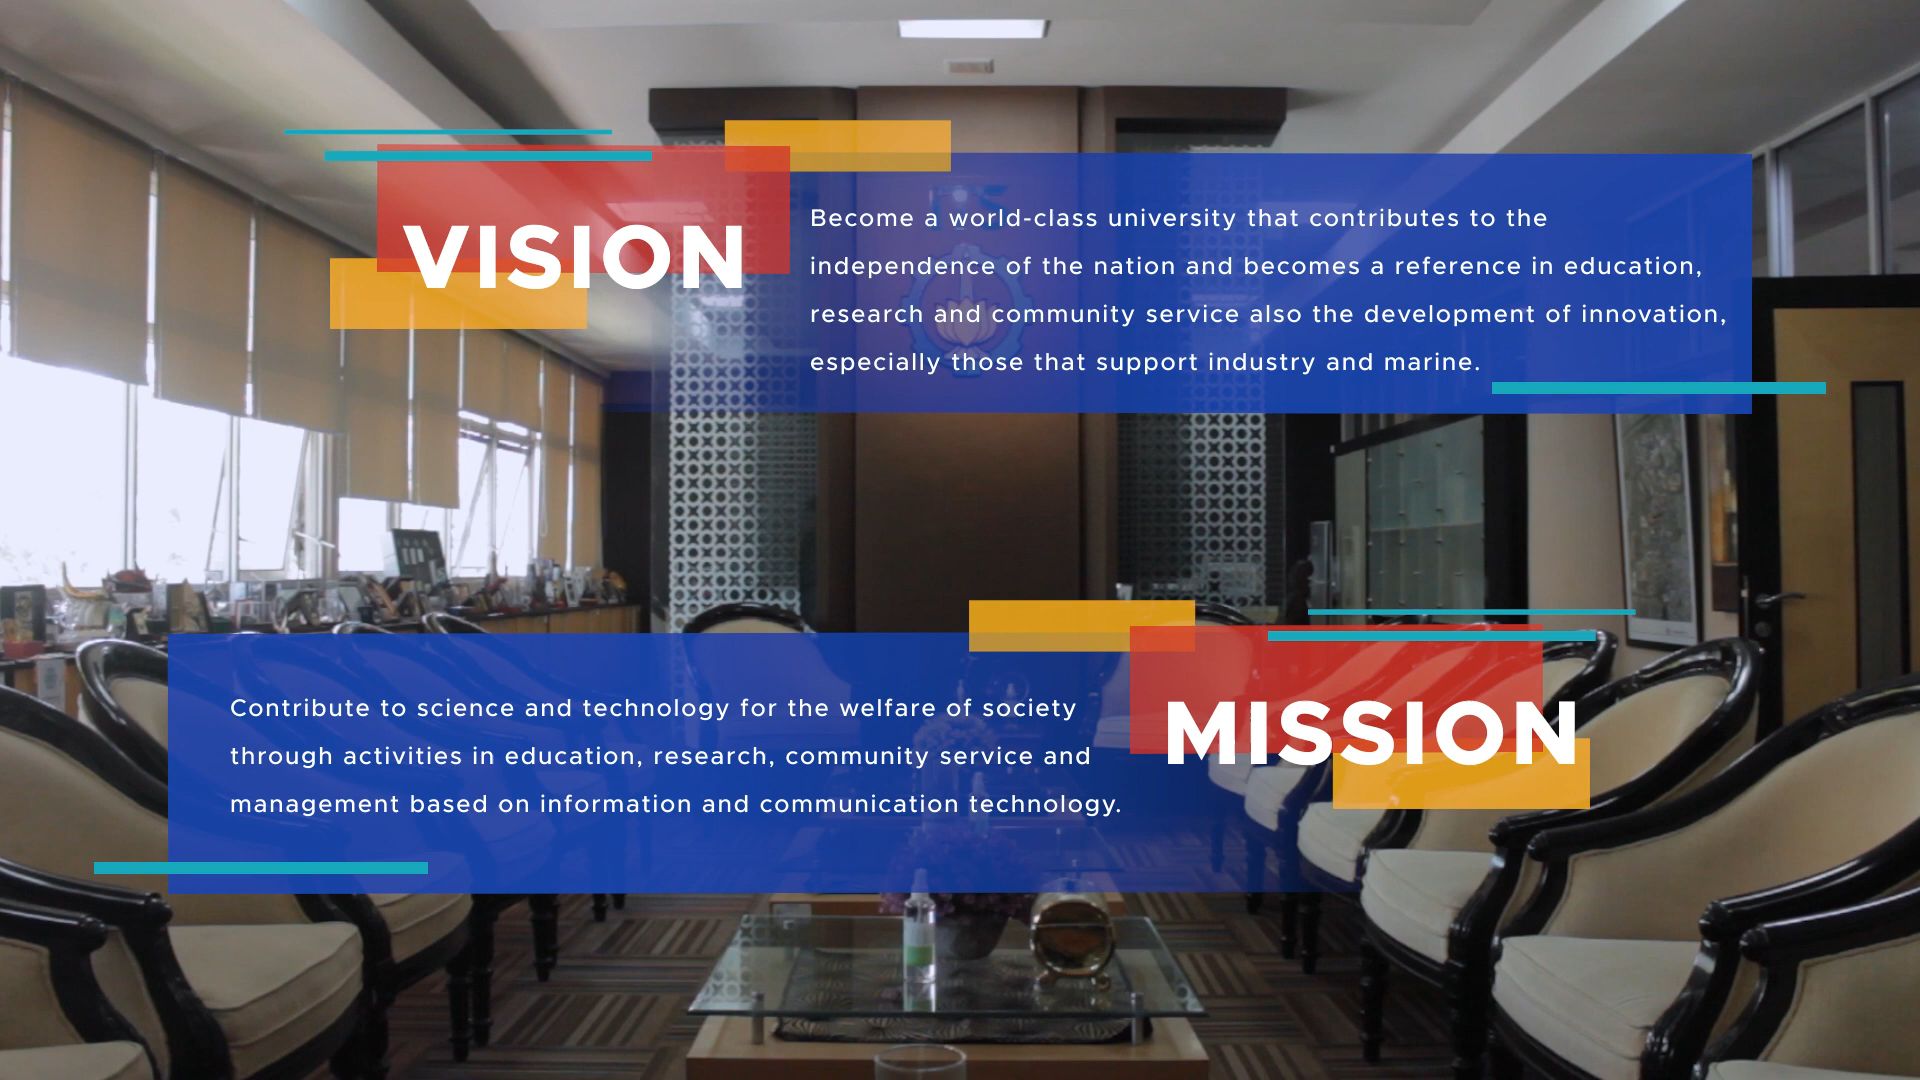 VISION
Become a world-class university that contributes to the
independence of the nation and becomes a reference in education,
research and community service also the development of innovation,
especially those that support industry and marine.
MISSION
Contribute to science and technology for the welfare of society
through activities in education, research, community service and
management based on information and communication technology.